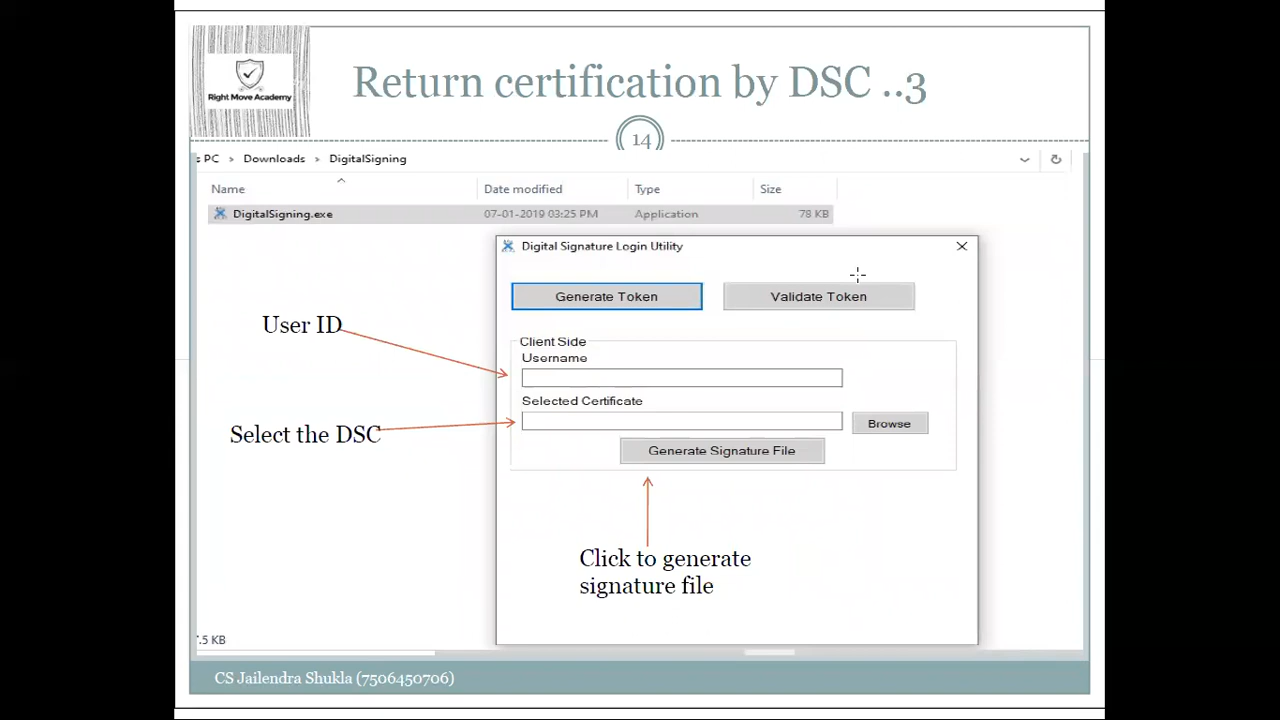 Right Move Academy
Return certification by DSC ..3
14
s PC > Downloads > DigitalSigning
Name Date modified Type Size
DigitalSigning.exe 07-01-2019 03:25 PM Application 78 KB
Digital Signature Login Utility
Generate Token Validate Token
User ID
Client Side
Username
Selected Certificate
Select the DSC
Browse
Generate Signature File
Click to generate
signature file
7.5 KB
CS Jailendra Shukla (7506450706)